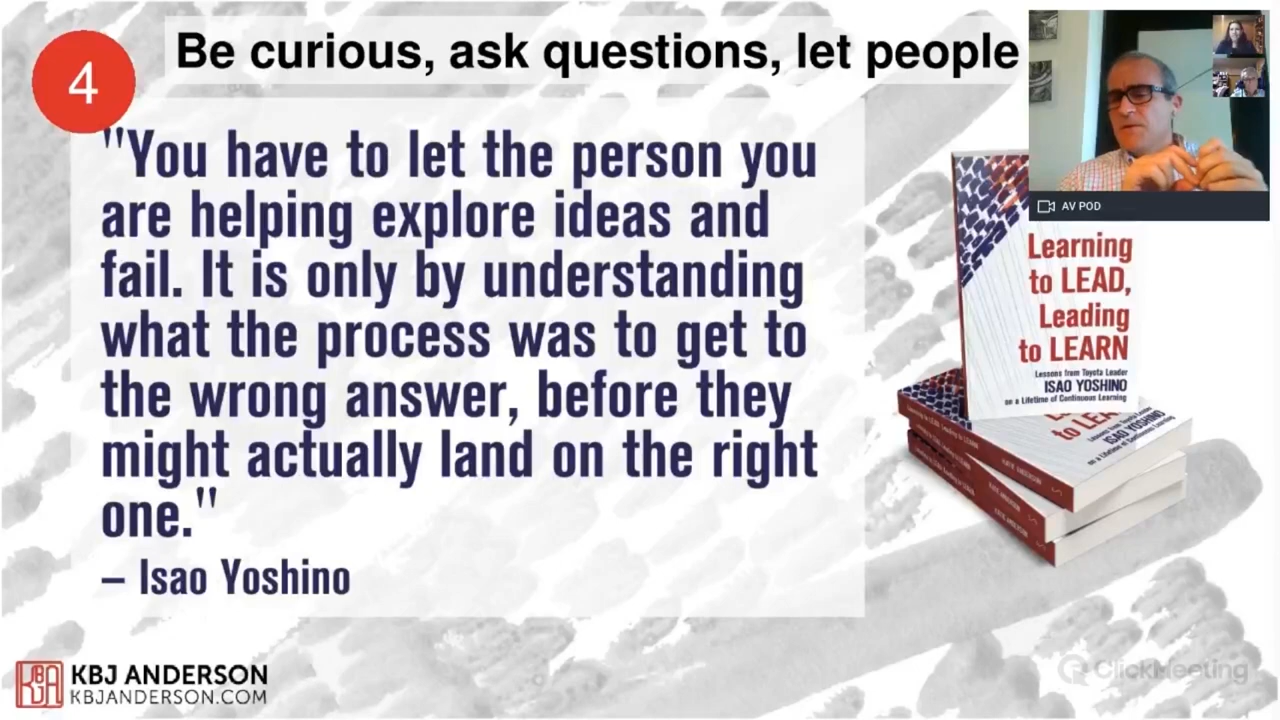 4
Be curious, ask questions, let people
"You have to let the person you
are helping explore ideas and
fail. It is only by understanding
what the process was to get to
the wrong answer, before they
might actually land on the right
one."
– Isao Yoshino
AV POD
Learning
to LEAD,
Leading
to LEARN
Lessons from Toyota Leader
ISAO YOSHINO
on a Lifetime of Continuous Learning
KBJ ANDERSON
KBJANDERSON.COM
ClickMeeting